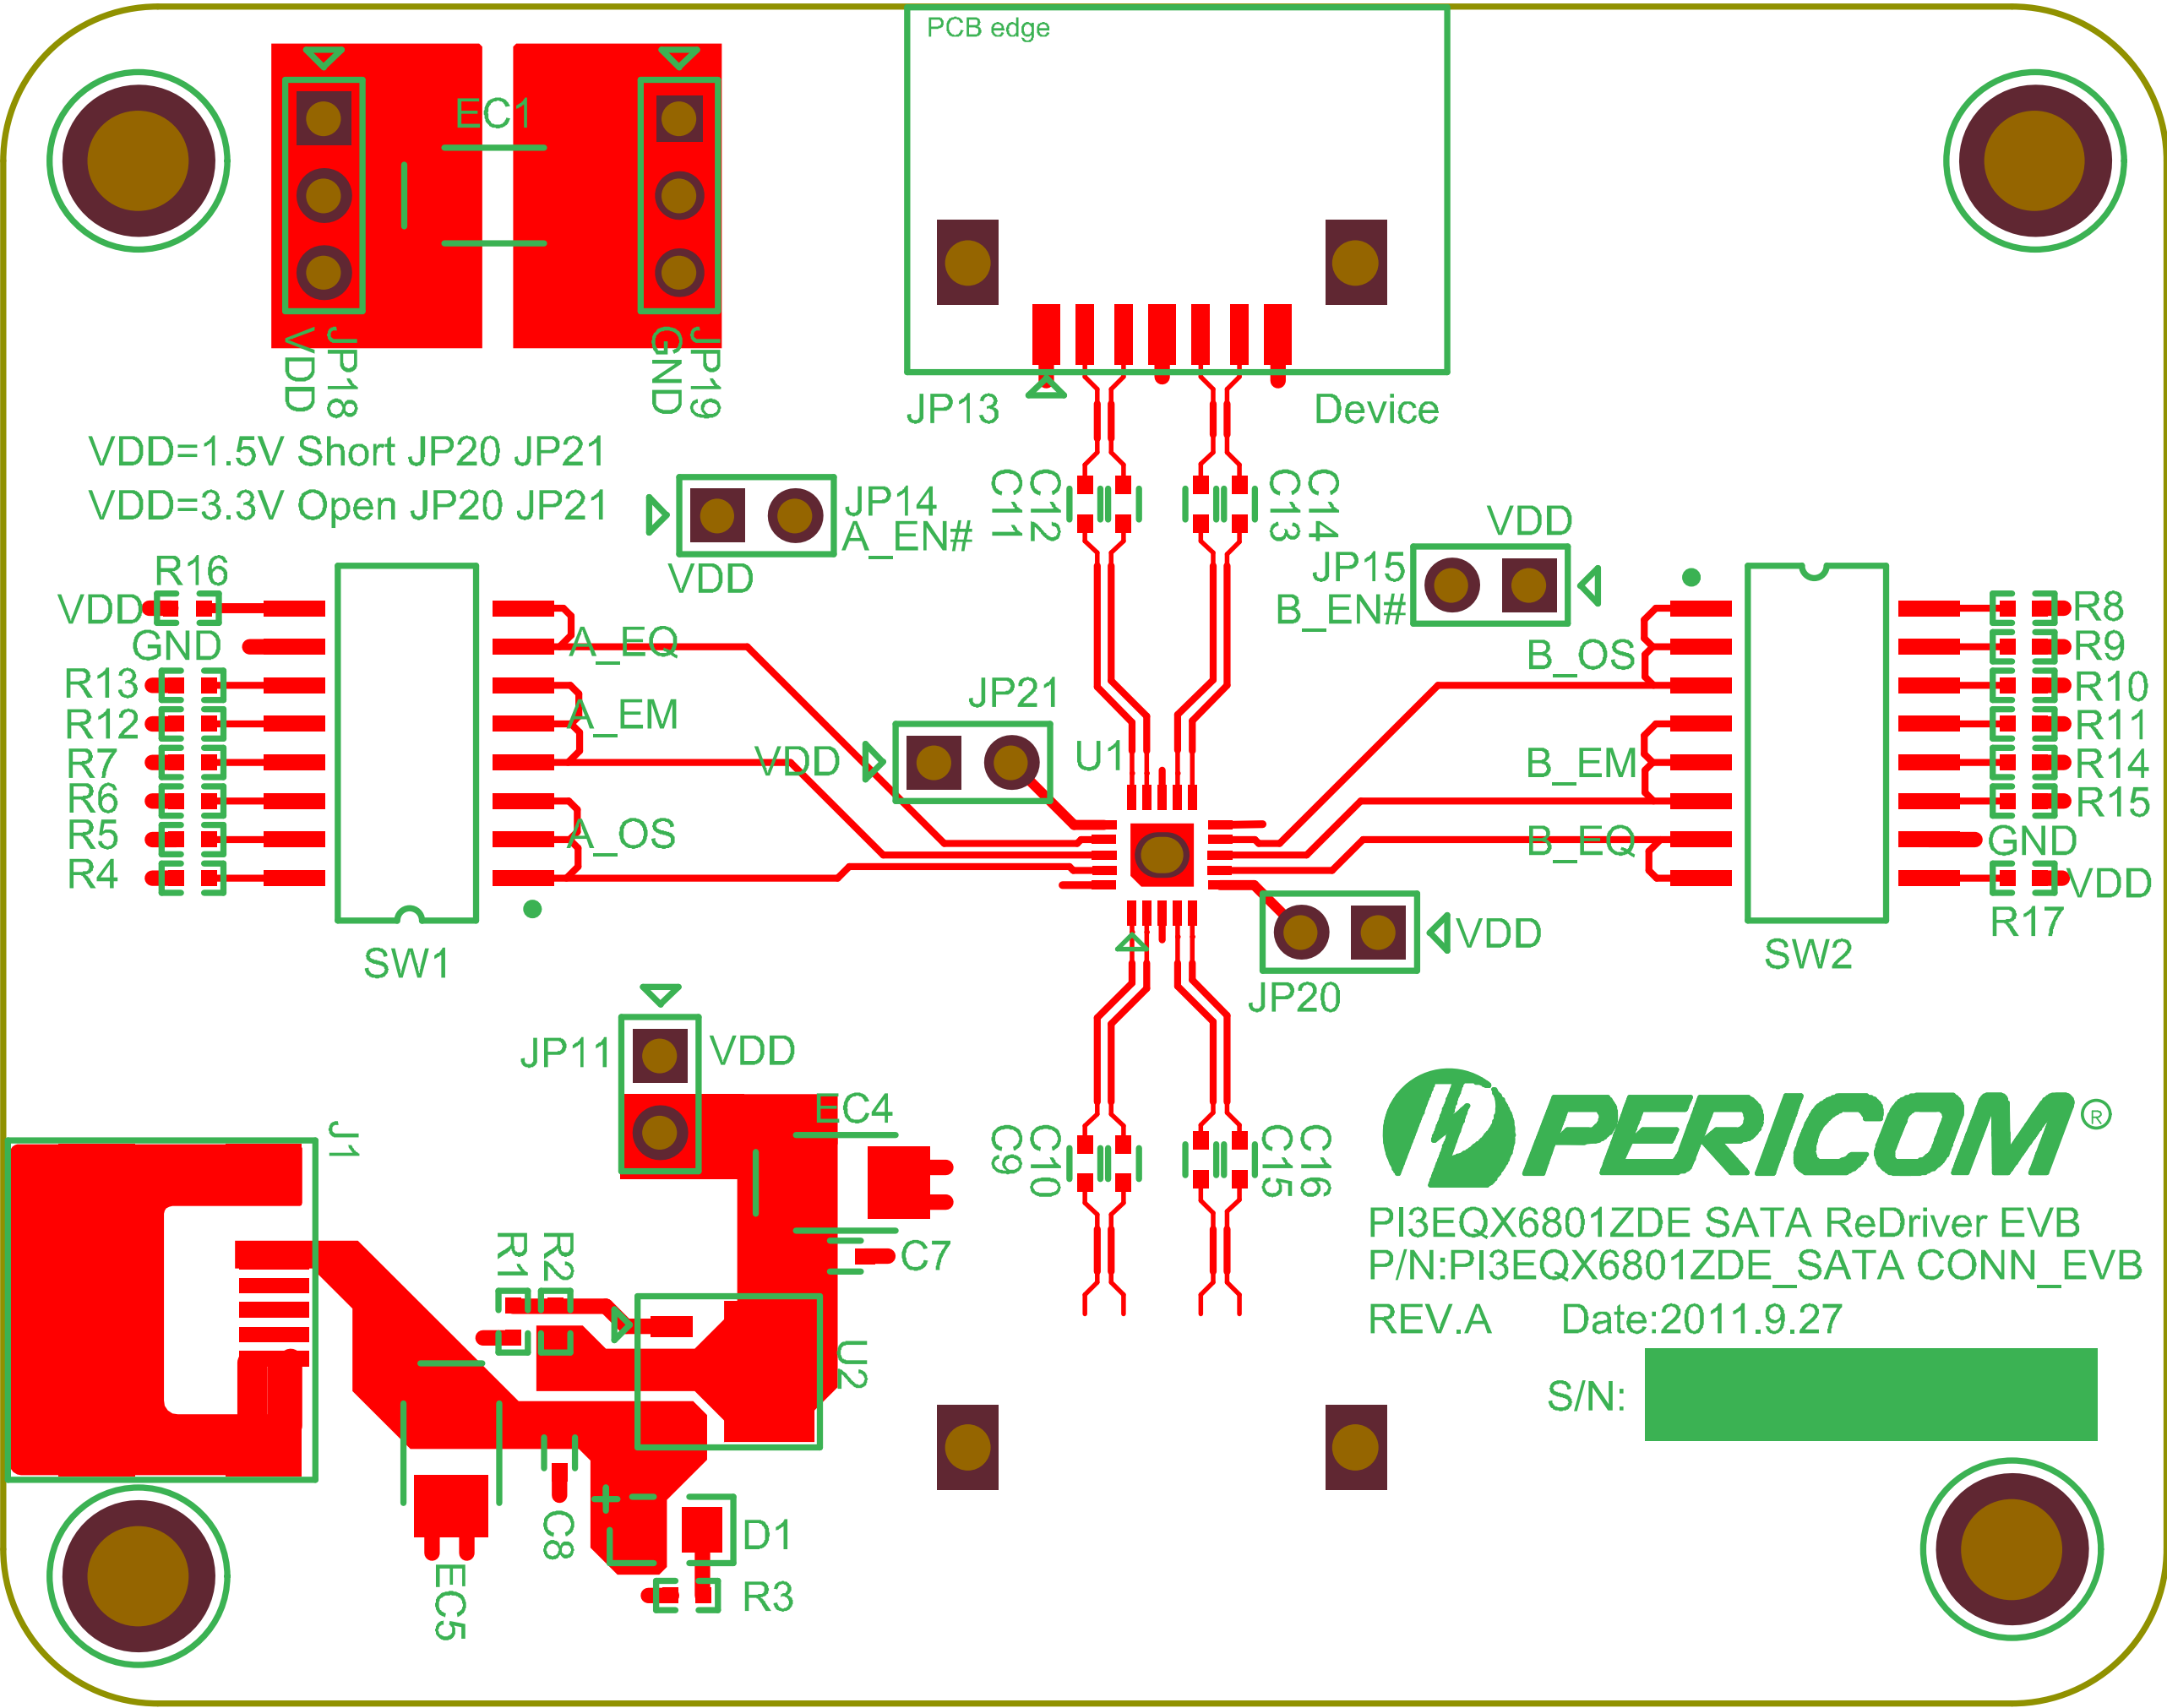 PCB edge
EC1
JP18
VDD
JP19
GND
JP13
Device
VDD=1.5V Short JP20 JP21
VDD=3.3V Open JP20 JP21
JP14
A_EN#
VDD
C11
C12
C13
C14
VDD
JP15
B_EN#
R16
VDD
GND
R13
R12
R7
R6
R5
R4
A_EQ
A_EM
A_OS
SW1
JP21
VDD
U1
B_OS
B_EM
B_EQ
R8
R9
R10
R11
R14
R15
GND
VDD
R17
SW2
VDD
JP20
JP11
VDD
EC4
J1
C9
C10
C15
C16
R1
R2
C7
U2
C8
EC5
D1
R3
PERICOM®
PI3EQX6801ZDE SATA ReDriver EVB
P/N:PI3EQX6801ZDE_SATA CONN_EVB
REV.A Date:2011.9.27
S/N: